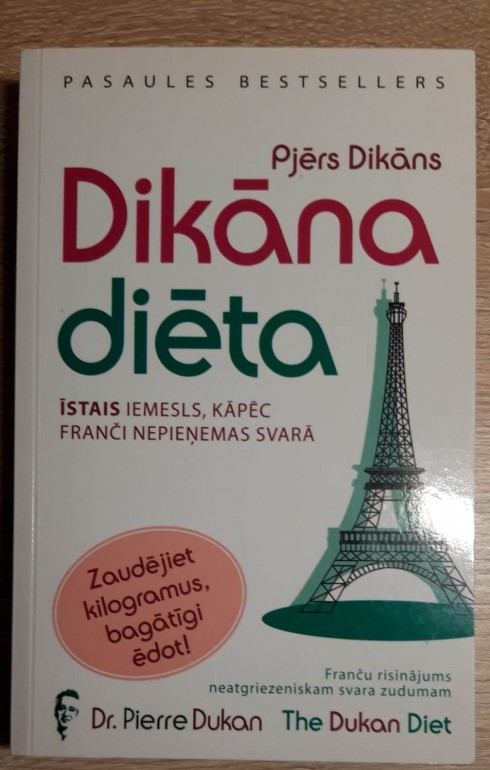 PASAULES BESTSELLERS
Pjērs Dikāns
Dikāna
diēta
ĪSTAIS IEMESLS, KĀPĒC
FRANČI NEPIEŅEMAS SVARĀ
Zaudējiet
kilogramus,
bagātīgi
ēdot!
Franču risinājums
neatgriezeniskam svara zudumam
Dr. Pierre Dukan The Dukan Diet